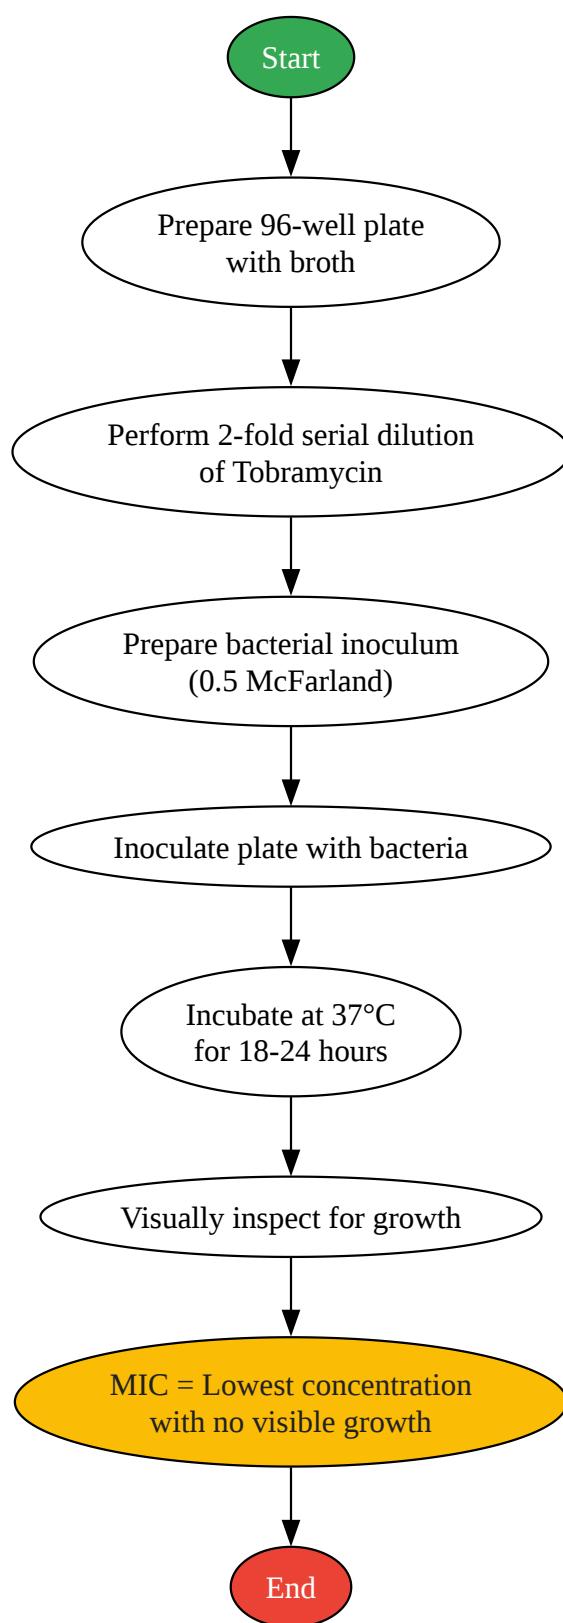 Start
Prepare 96-well plate
with broth
Perform 2-fold serial dilution
of Tobramycin
Prepare bacterial inoculum
(0.5 McFarland)
Inoculate plate with bacteria
Incubate at 37°C
for 18-24 hours
Visually inspect for growth
MIC = Lowest concentration
with no visible growth
End